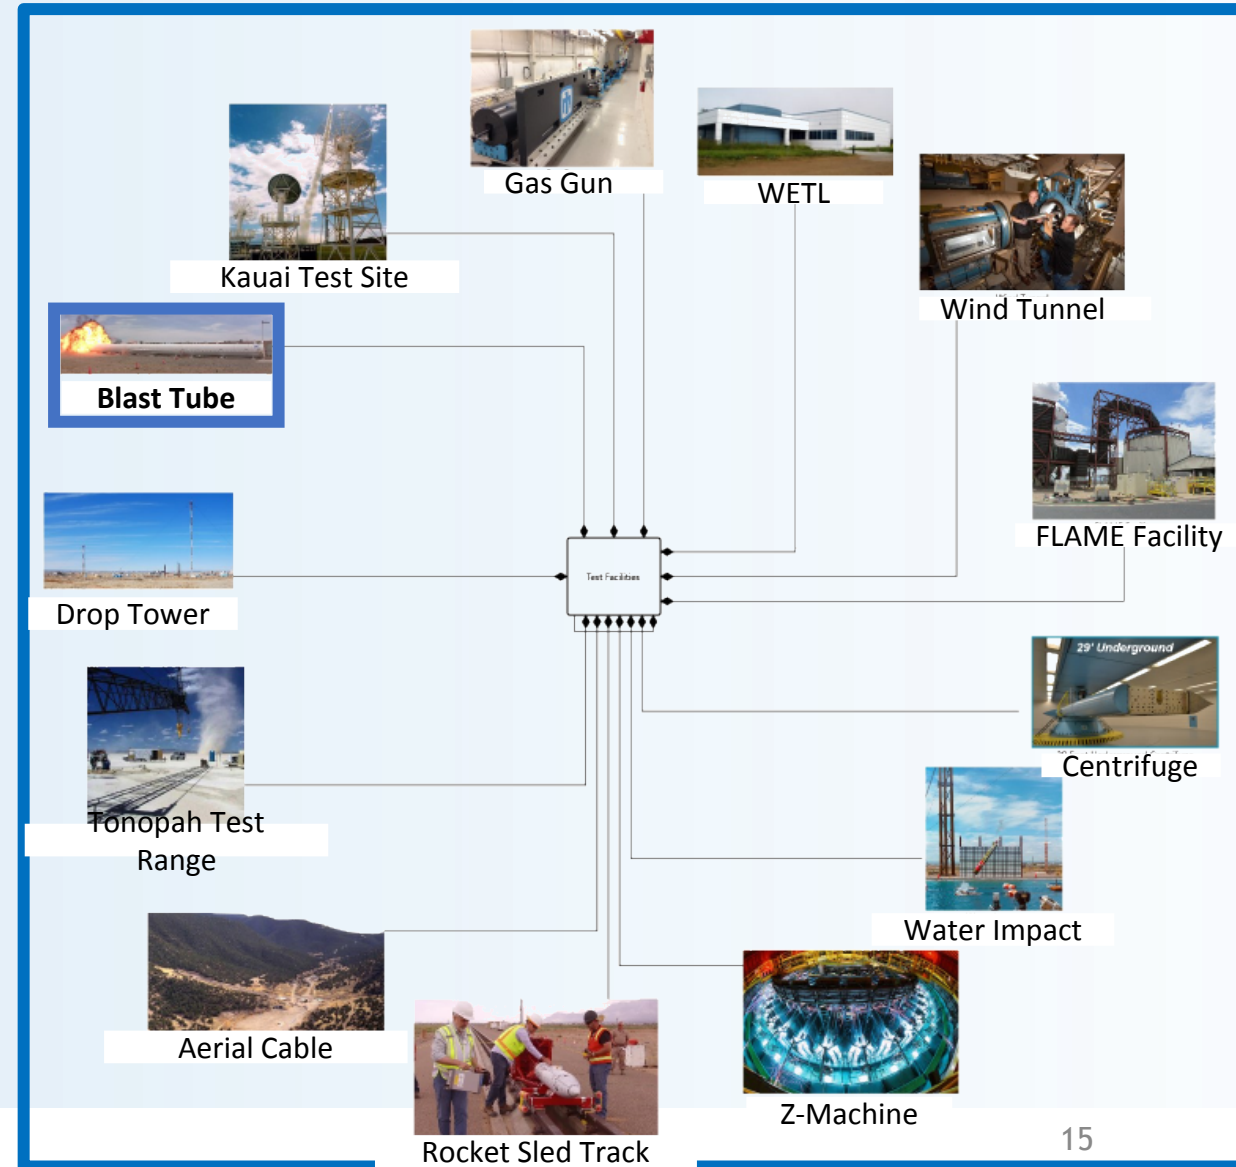 Gas Gun
WETL
Kauai Test Site
Wind Tunnel
Blast Tube
FLAME Facility
Test Facilities
Drop Tower
29' Underground
Centrifuge
Tonopah Test
Range
Water Impact
Aerial Cable
Z-Machine
Rocket Sled Track
15